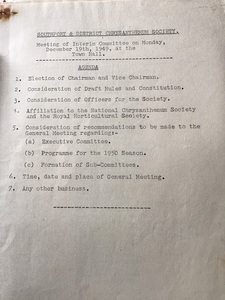 SOUTHPORT & DISTRICT CHRYSANTHEMUM SOCIETY.
Meeting of Interim Committee on Monday,
December 19th, 1949, at the
Town Hall.
AGENDA
1. Election of Chairman and Vice Chairman.
2. Consideration of Draft Rules and Constitution.
3. Consideration of Officers for the Society.
4. Affiliation to the National Chrysanthemum Society
and the Royal Horticultural Society.
5. Consideration of recommendations to be made to the
General Meeting regarding:-
(a) Executive Committee.
(b) Programme for the 1950 Season.
(c) Formation of Sub-Committees.
6. Time, date and place of General Meeting.
7. Any other business.